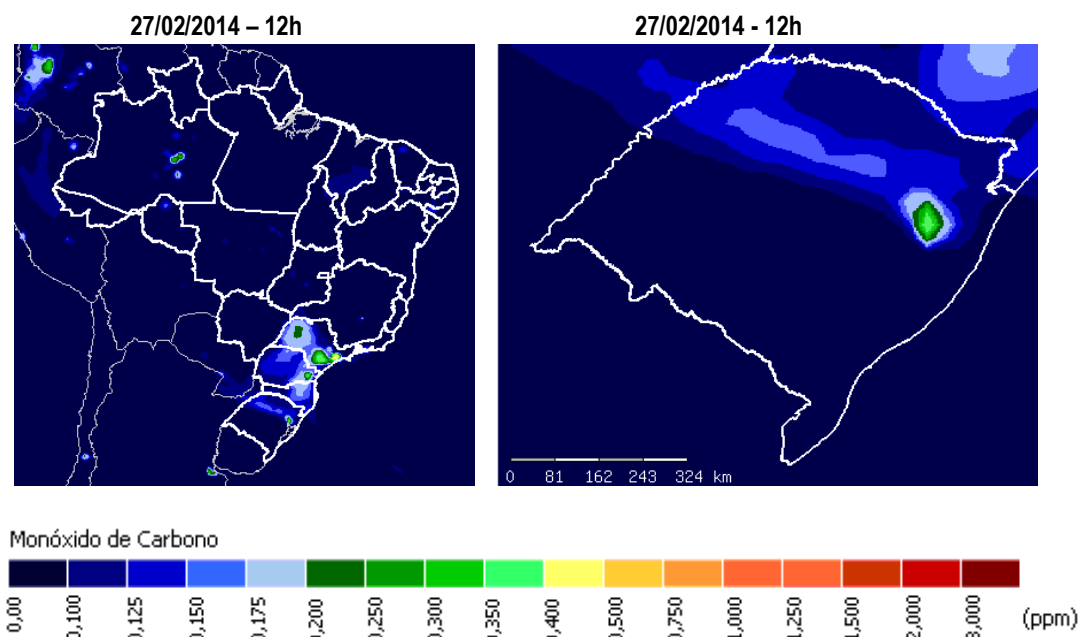 27/02/2014 – 12h
27/02/2014 - 12h
0 81 162 243 324 km
Monóxido de Carbono
0,00 0,100 0,125 0,150 0,175 0,200 0,250 0,300 0,350 0,400 0,500 0,750 1,000 1,250 1,500 2,000 3,000 (ppm)